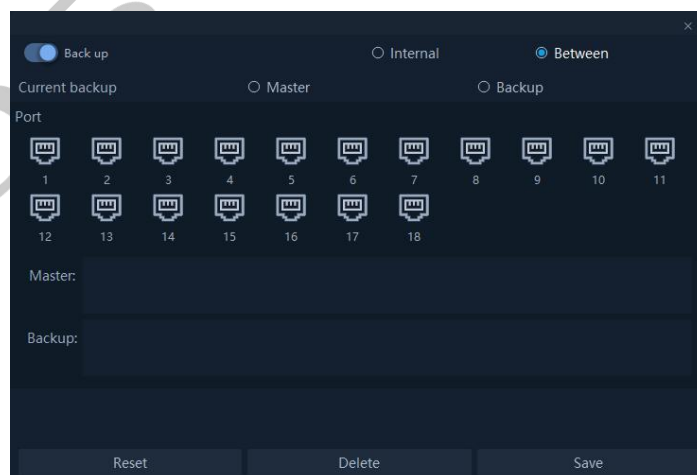 ×
Back up Internal Between
Current backup Master Backup
Port
1 2 3 4 5 6 7 8 9 10 11
12 13 14 15 16 17 18
Master:
Backup:
Reset Delete Save